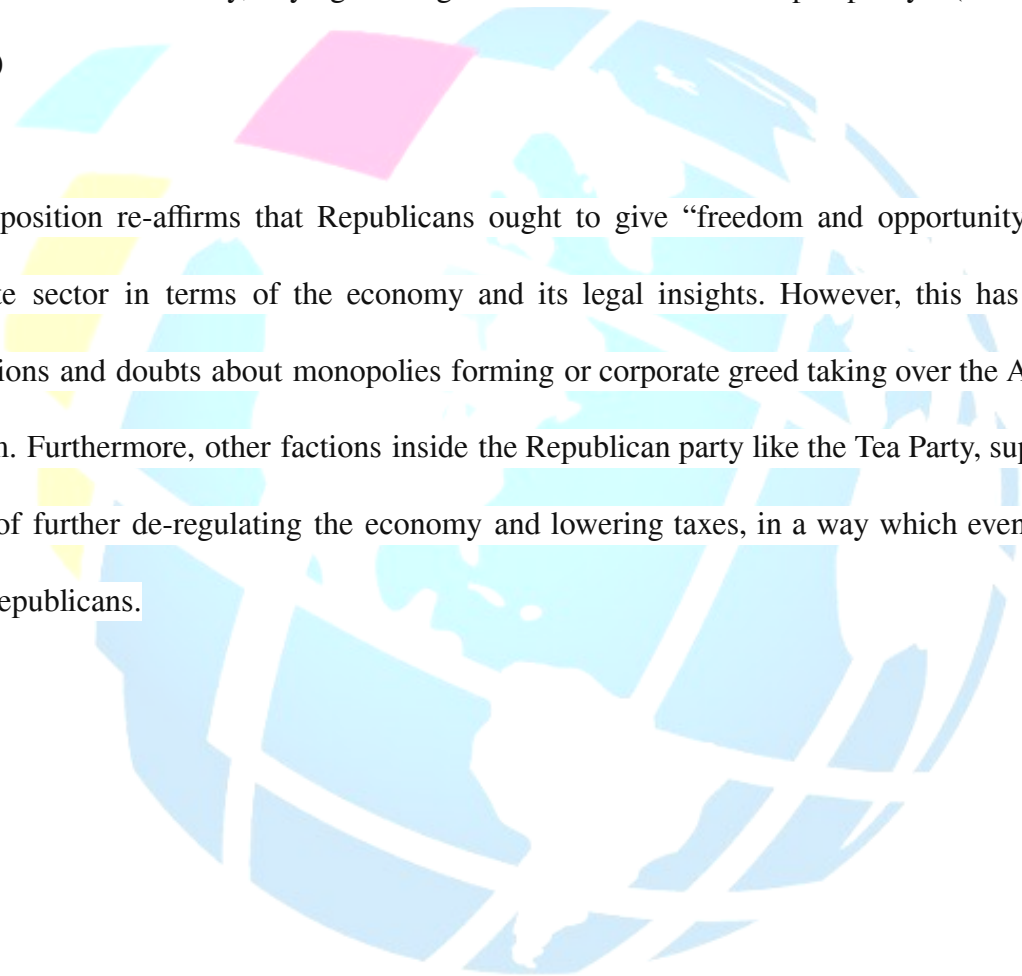 )
position re-affirms that Republicans ought to give “freedom and opportunity
sector in terms of the economy and its legal insights. However, this has
and doubts about monopolies forming or corporate greed taking over the
Furthermore, other factions inside the Republican party like the Tea Party,
of further de-regulating the economy and lowering taxes, in a way which even
epublicans.